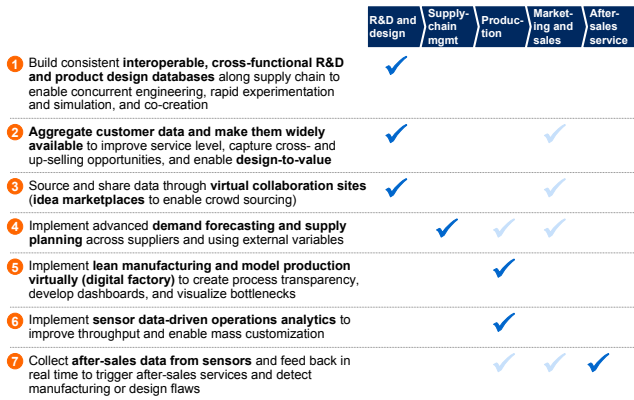 R&D and
design
Supply-
chain
mgmt
Produc-
tion
Market-
ing and
sales
After-
sales
service
1 Build consistent interoperable, cross-functional R&D
and product design databases along supply chain to
enable concurrent engineering, rapid experimentation
and simulation, and co-creation
2 Aggregate customer data and make them widely
available to improve service level, capture cross- and
up-selling opportunities, and enable design-to-value
3 Source and share data through virtual collaboration sites
(idea marketplaces to enable crowd sourcing)
4 Implement advanced demand forecasting and supply
planning across suppliers and using external variables
5 Implement lean manufacturing and model production
virtually (digital factory) to create process transparency,
develop dashboards, and visualize bottlenecks
6 Implement sensor data-driven operations analytics to
improve throughput and enable mass customization
7 Collect after-sales data from sensors and feed back in
real time to trigger after-sales services and detect
manufacturing or design flaws